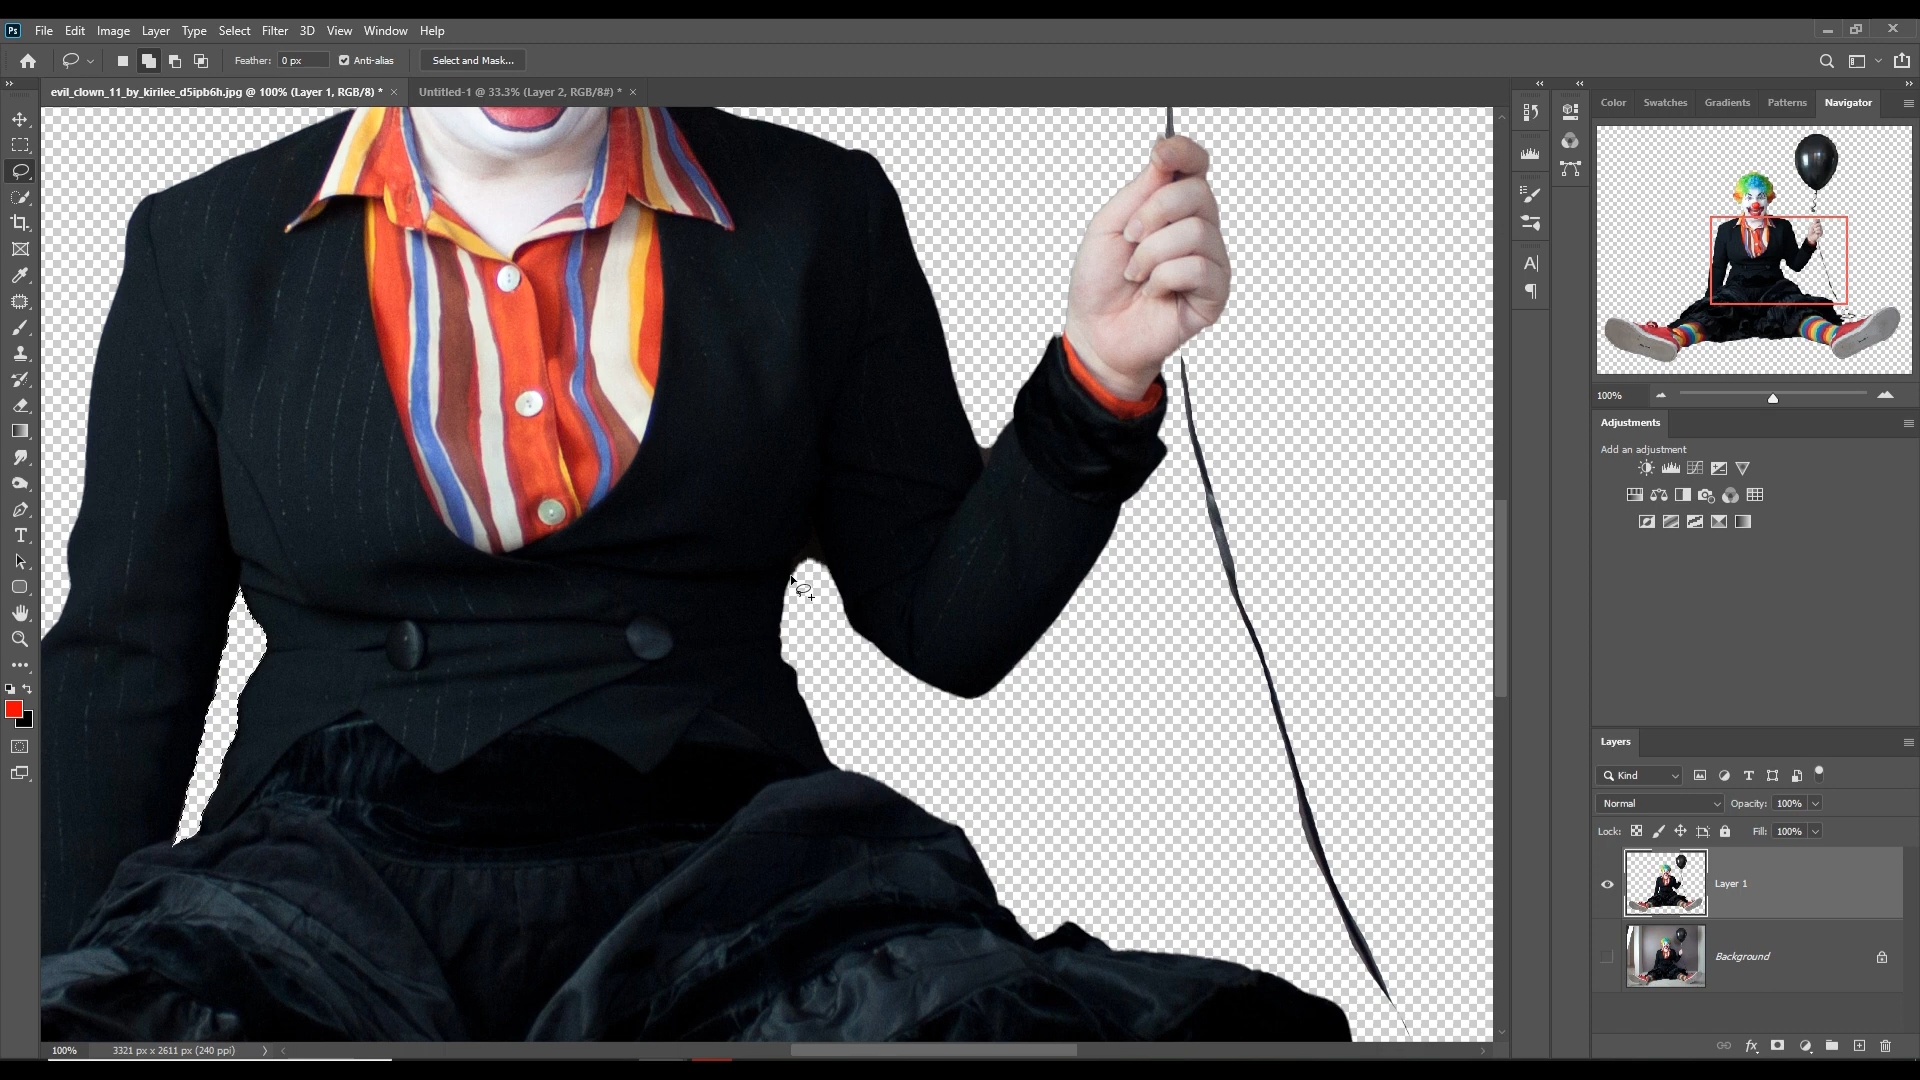 Ps File Edit Image Layer Type Select Filter 3D View Window Help
Feather: 0 px Anti-alias Select and Mask...
evil_clown_11_by_kirilee_d5ipb6h.jpg @ 100% (Layer 1, RGB/8) * Untitled-1 @ 33.3% (Layer 2, RGB/8#) *
Color Swatches Gradients Patterns Navigator
100%
Adjustments
Add an adjustment
Layers
Kind
Normal Opacity: 100%
Lock: Fill: 100%
Layer 1
Background
100% 3321 px x 2611 px (240 ppi)